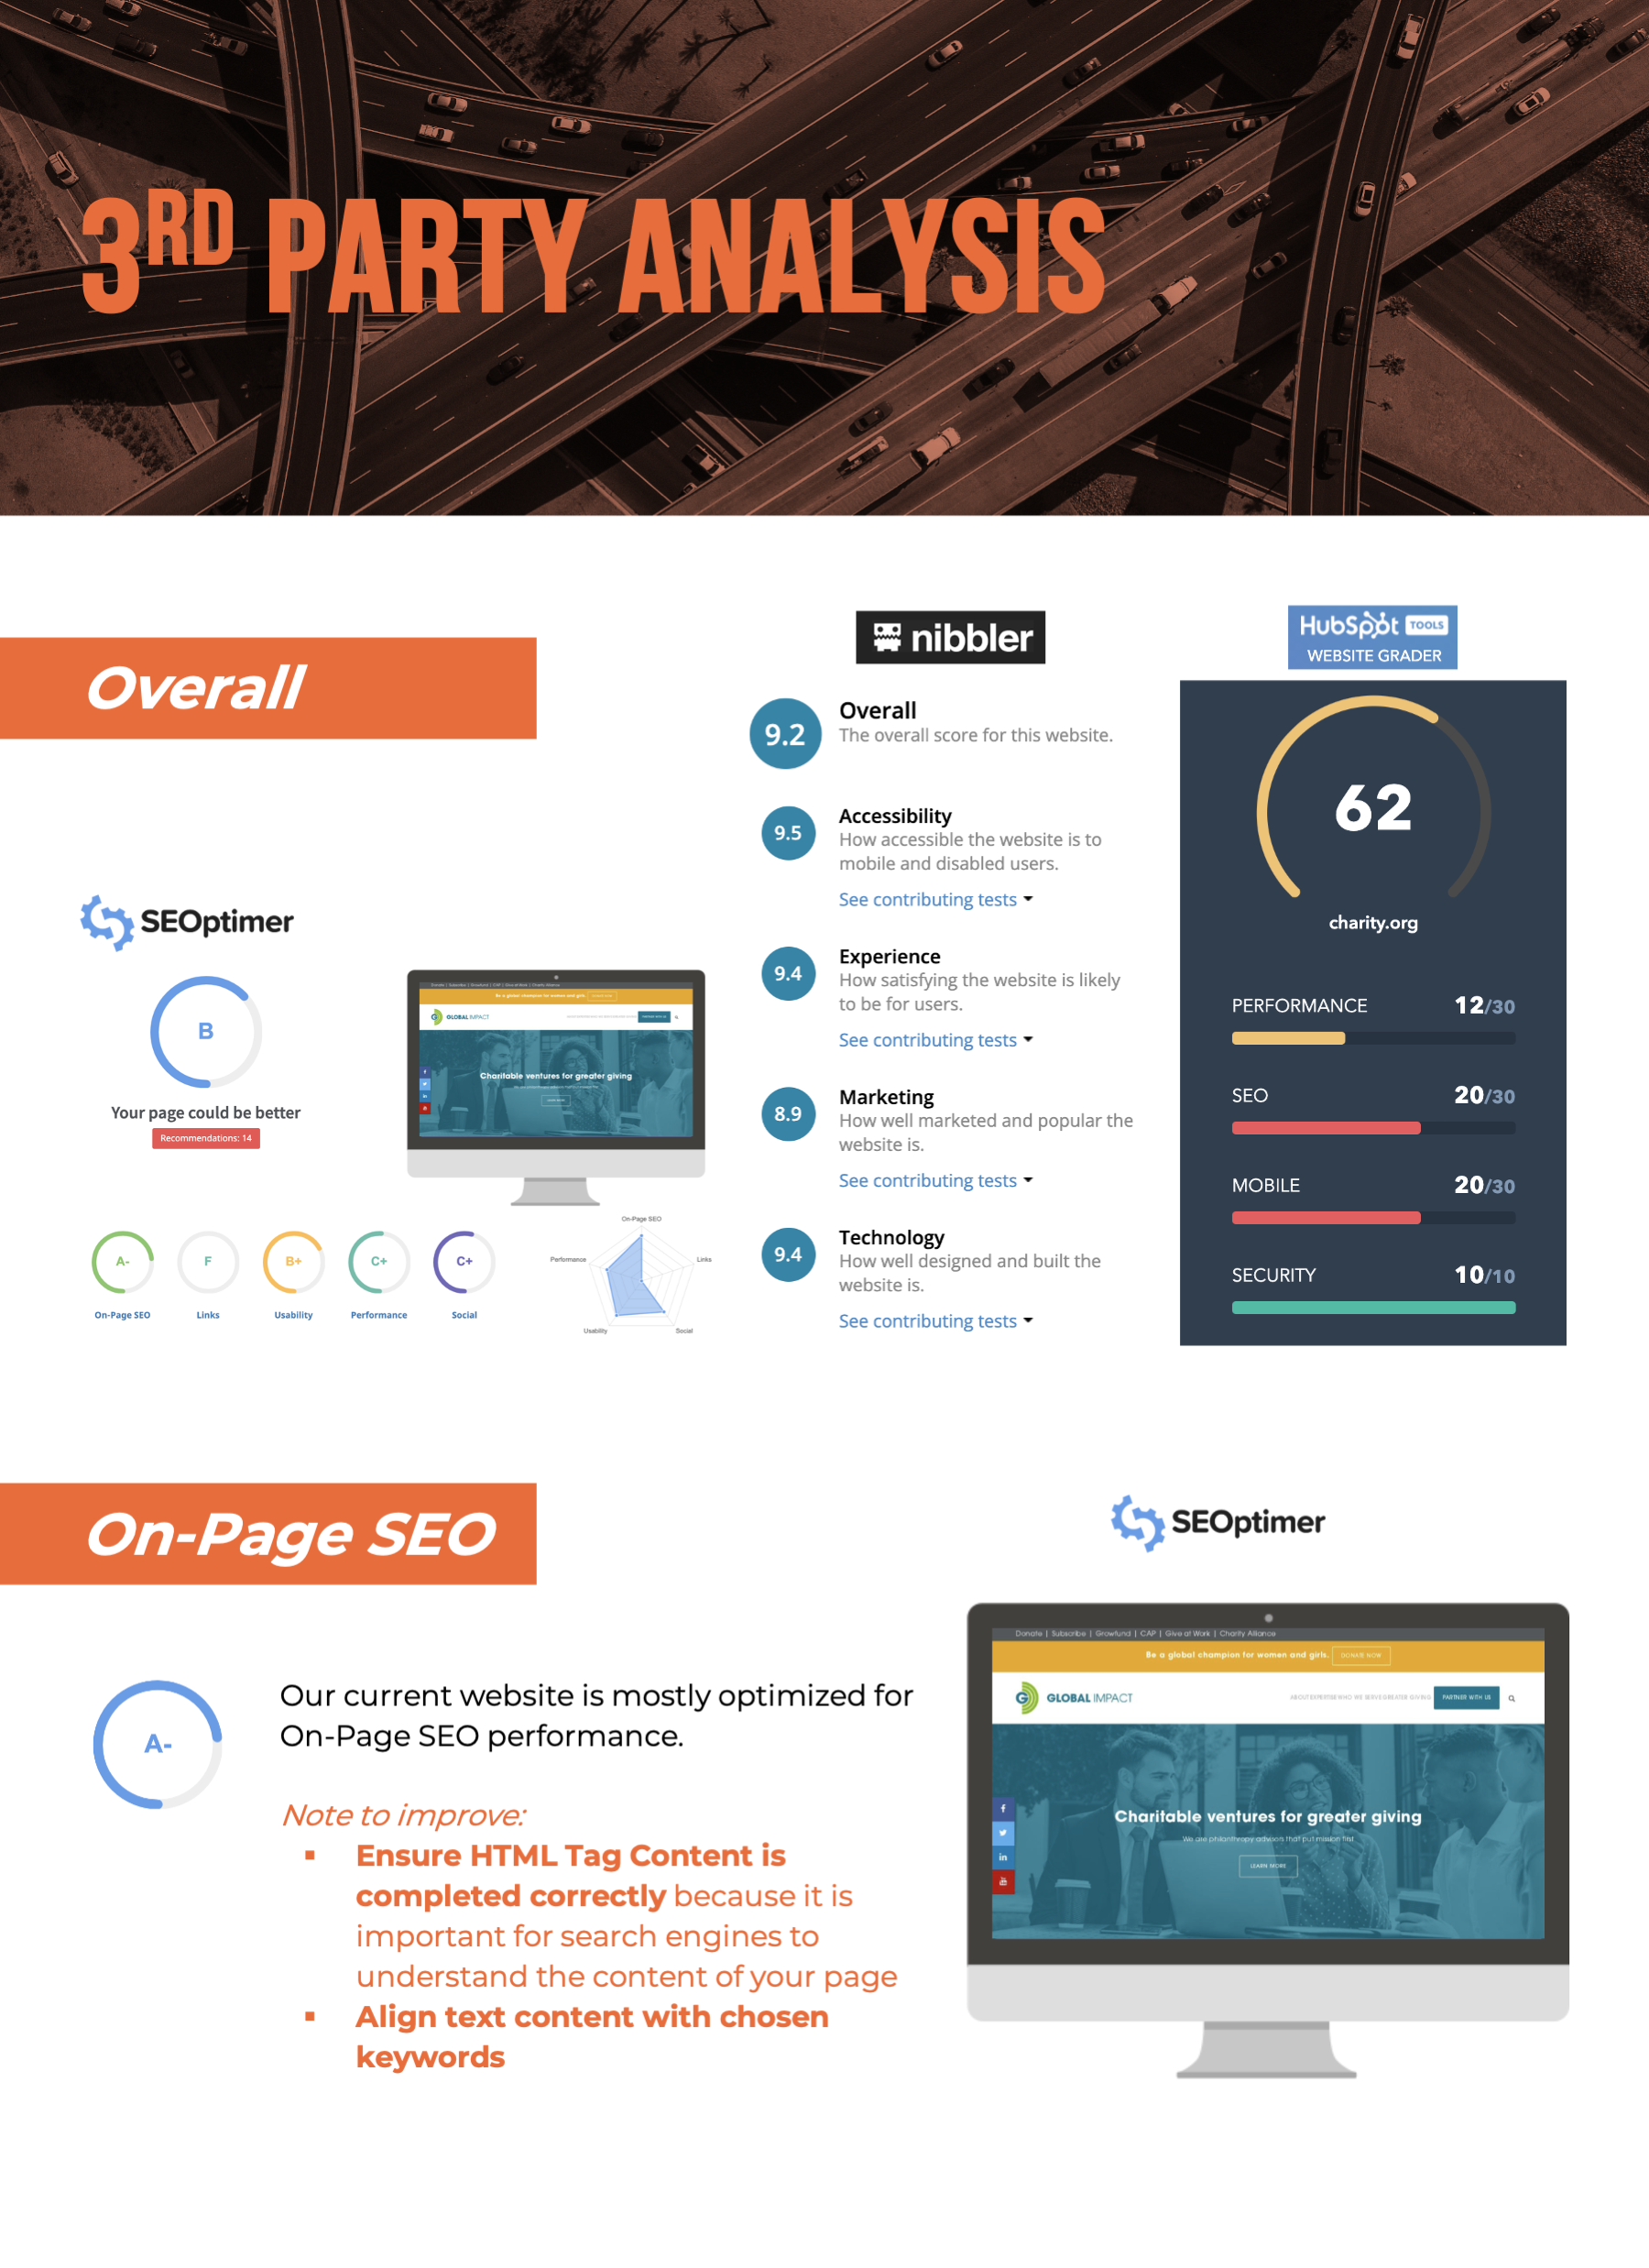 3RD PARTY ANALYSIS
Overall
SEOptimer
B
Your page could be better
Recommendations: 14
Donate | Subscribe | Growfund | CAP | Give at Work | Charity Alliance
Be a global champion for women and girls. DONATE NOW
GLOBAL IMPACT
PARTNER WITH US
Charitable ventures for greater giving
LEARN MORE
A-
F
B+
C+
C+
On-Page SEO
Links
Usability
Performance
Social
On-Page SEO
Performance
Links
Usability
Social
nibbler
9.2
Overall
The overall score for this website.
9.5
Accessibility
How accessible the website is to
mobile and disabled users.
See contributing tests
9.4
Experience
How satisfying the website is likely
to be for users.
See contributing tests
8.9
Marketing
How well marketed and popular the
website is.
See contributing tests
9.4
Technology
How well designed and built the
website is.
See contributing tests
HubSpot TOOLS
WEBSITE GRADER
62
charity.org
PERFORMANCE 12/30
SEO 20/30
MOBILE 20/30
SECURITY 10/10
On-Page SEO
SEOptimer
A-
Our current website is mostly optimized for
On-Page SEO performance.
Note to improve:
▪ Ensure HTML Tag Content is
completed correctly because it is
important for search engines to
understand the content of your page
▪ Align text content with chosen
keywords
Donate | Subscribe | Growfund | CAP | Give at Work | Charity Alliance
Be a global champion for women and girls. DONATE NOW
G GLOBAL IMPACT
ABOUT EXPERTISE WHO WE SERVE GREATER GIVING PARTNER WITH US
Charitable ventures for greater giving
We are philanthropy advisors that put mission first
LEARN MORE